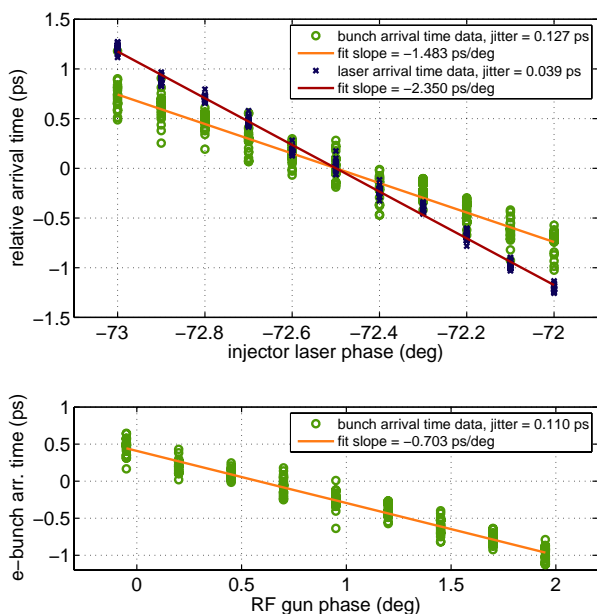 1.5
1
0.5
0
−0.5
−1
−1.5
relative arrival time (ps)
bunch arrival time data, jitter = 0.127 ps
fit slope = −1.483 ps/deg
laser arrival time data, jitter = 0.039 ps
fit slope = −2.350 ps/deg
−73 −72.8 −72.6 −72.4 −72.2 −72
injector laser phase (deg)
1
0.5
0
−0.5
−1
e−bunch arr. time (ps)
bunch arrival time data, jitter = 0.110 ps
fit slope = −0.703 ps/deg
0 0.5 1 1.5 2
RF gun phase (deg)